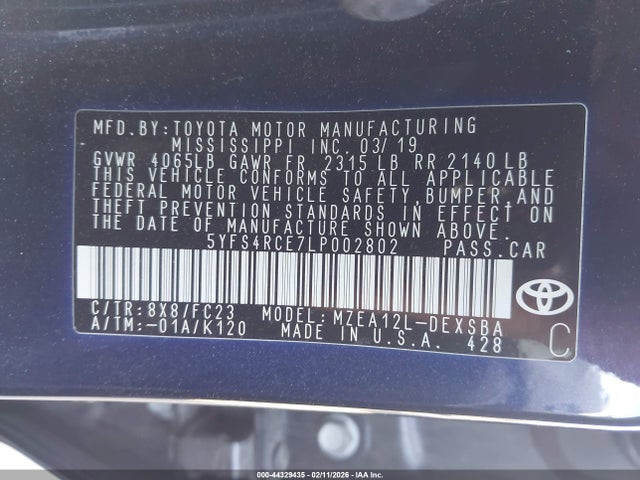 MFD. BY: TOYOTA MOTOR MANUFACTURING
MISSISSIPPI INC. 03/19
GVWR 4065LB GAWR FR. 2315 LB RR 2140 LB
THIS VEHICLE CONFORMS TO ALL APPLICABLE
FEDERAL MOTOR VEHICLE SAFETY, BUMPER, AND
THEFT PREVENTION STANDARDS IN EFFECT ON
THE DATE OF MANUFACTURE SHOWN ABOVE.
5YFS4RCE7LP002802 PASS. CAR
C/TR: 8X8/FC23 MODEL: MZEA12L-DEXSBA
A/TM: -01A/K120 MADE IN U.S.A. 428 C
000-44329435 - 02/11/2026 - IAA Inc.